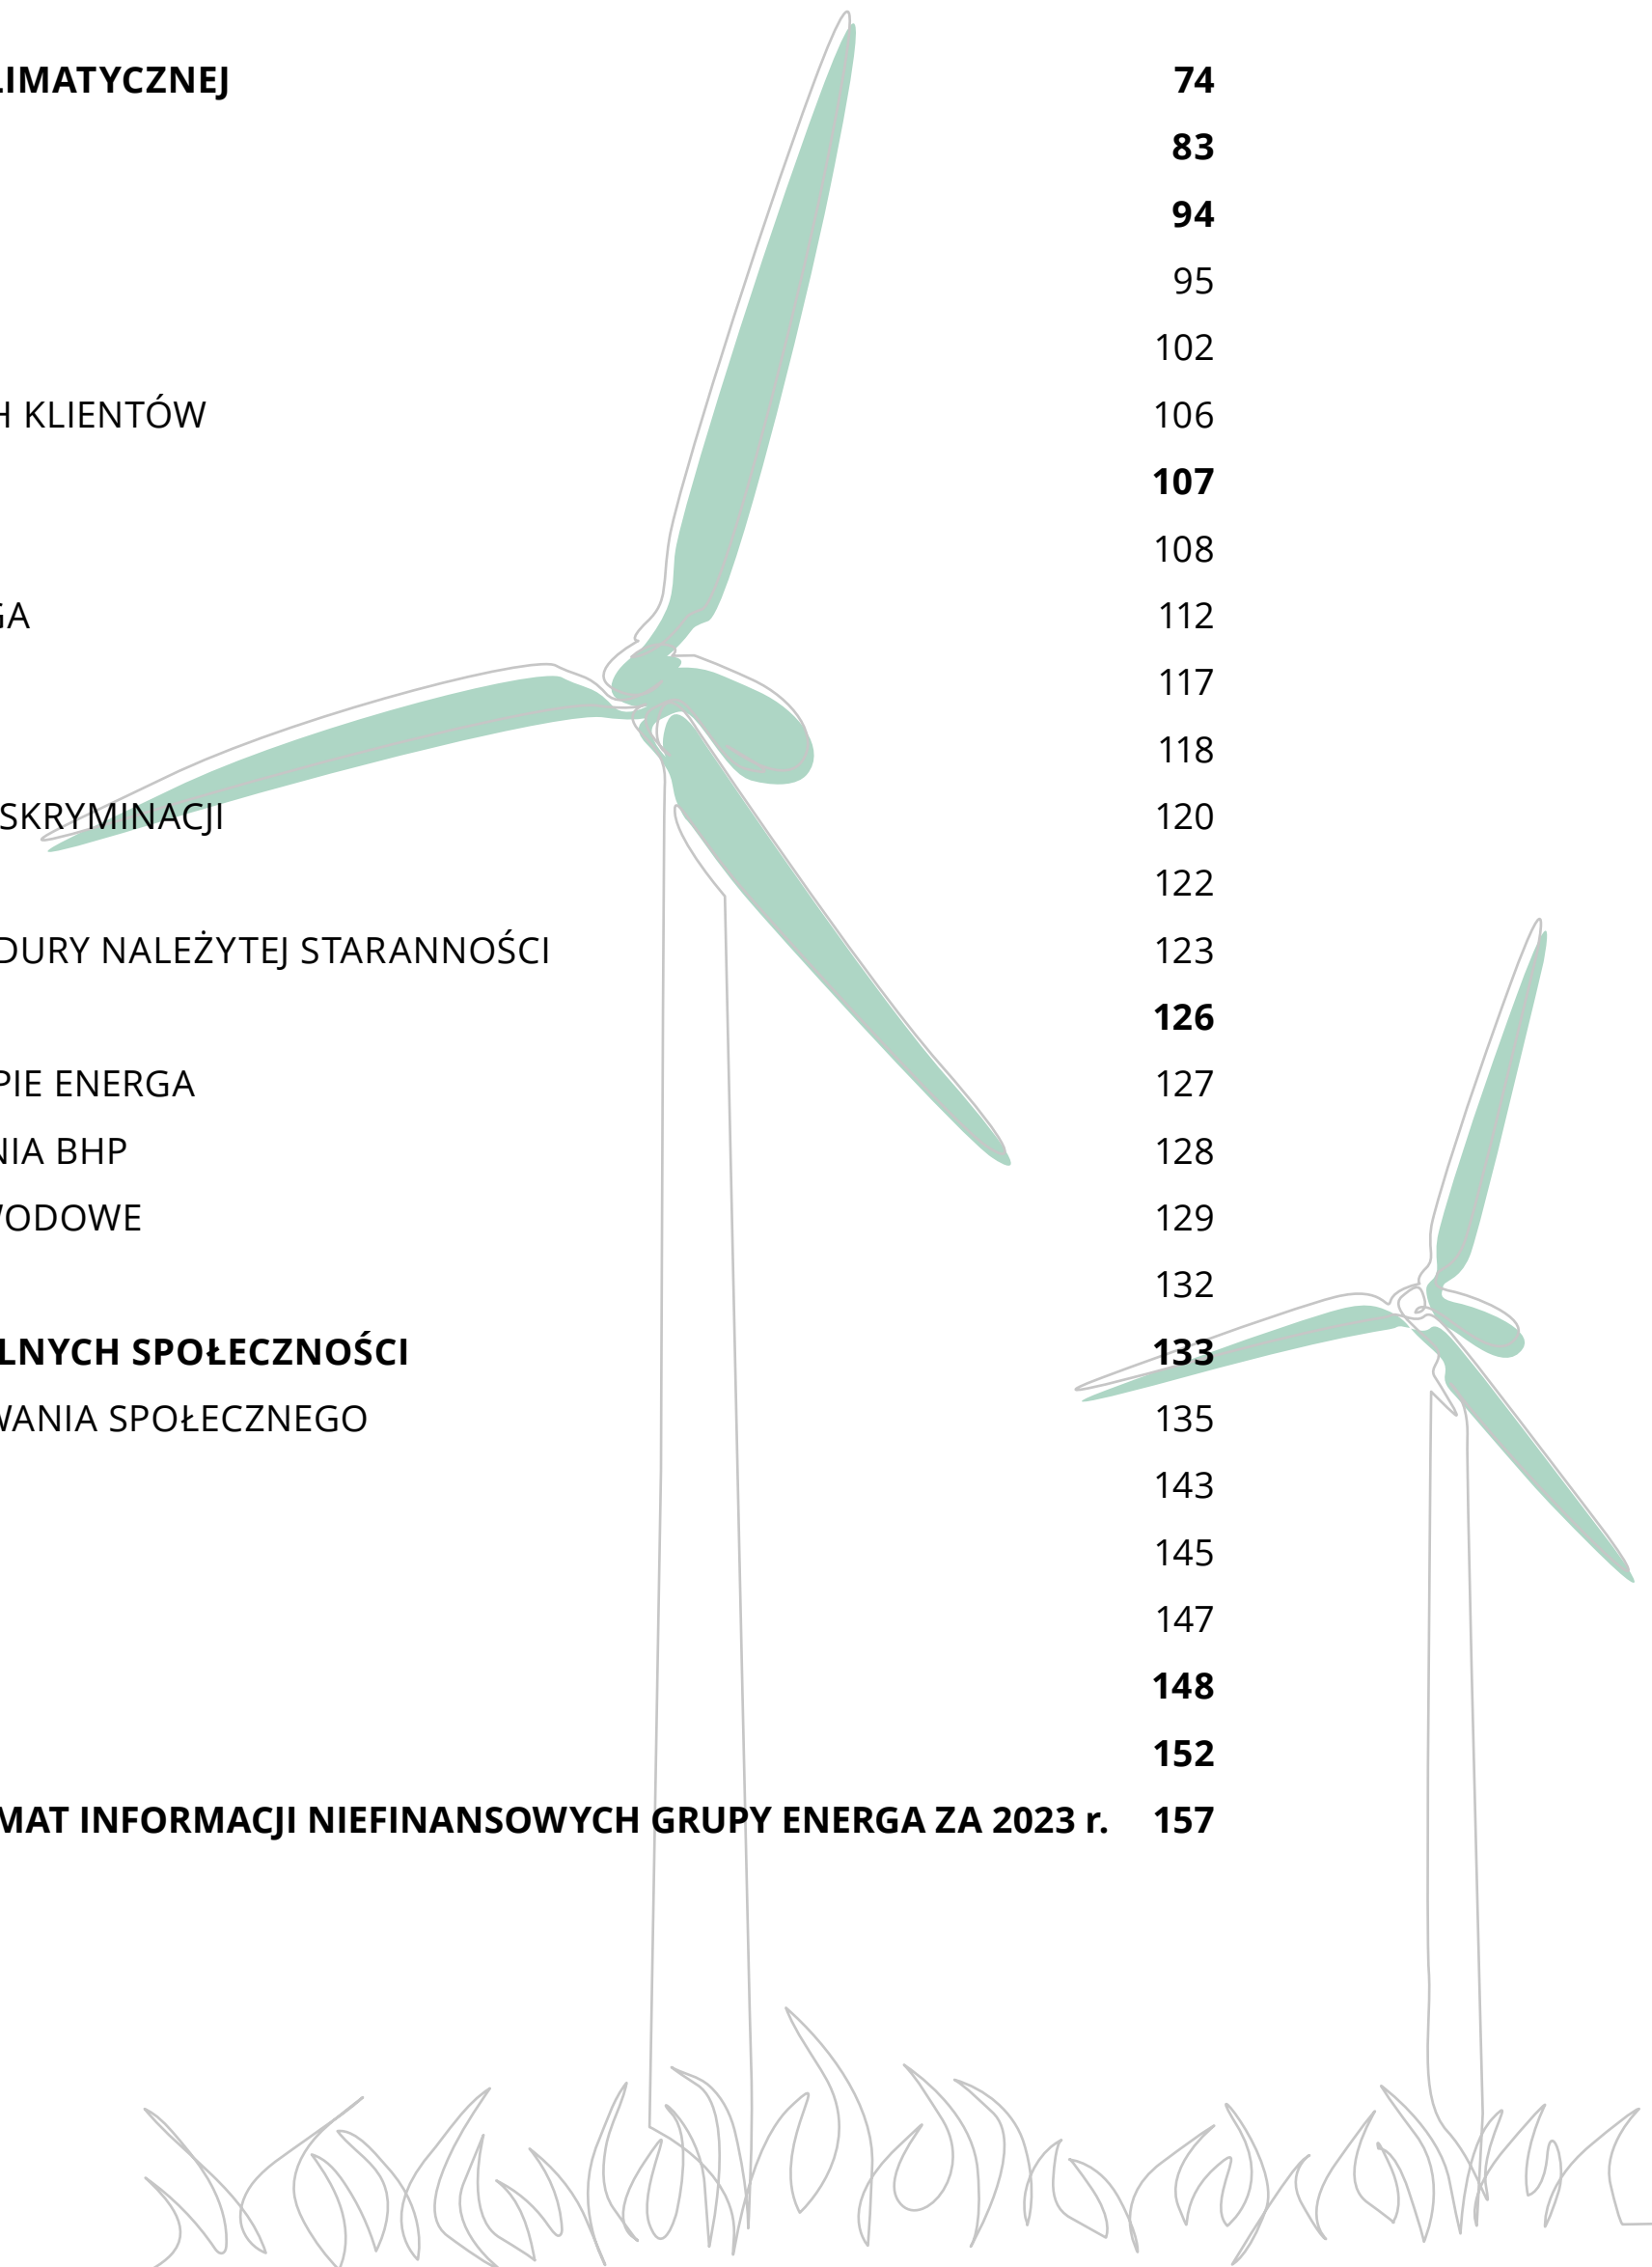 LIMATYCZNEJ 74
83
94
95
102
H KLIENTÓW 106
107
108
GA 112
117
118
SKRYMINACJI 120
122
DURY NALEŻYTEJ STARANNOŚCI 123
126
PIE ENERGA 127
NIA BHP 128
WODOWE 129
132
LNYCH SPOŁECZNOŚCI 133
WANIA SPOŁECZNEGO 135
143
145
147
148
152
MAT INFORMACJI NIEFINANSOWYCH GRUPY ENERGA ZA 2023 r. 157